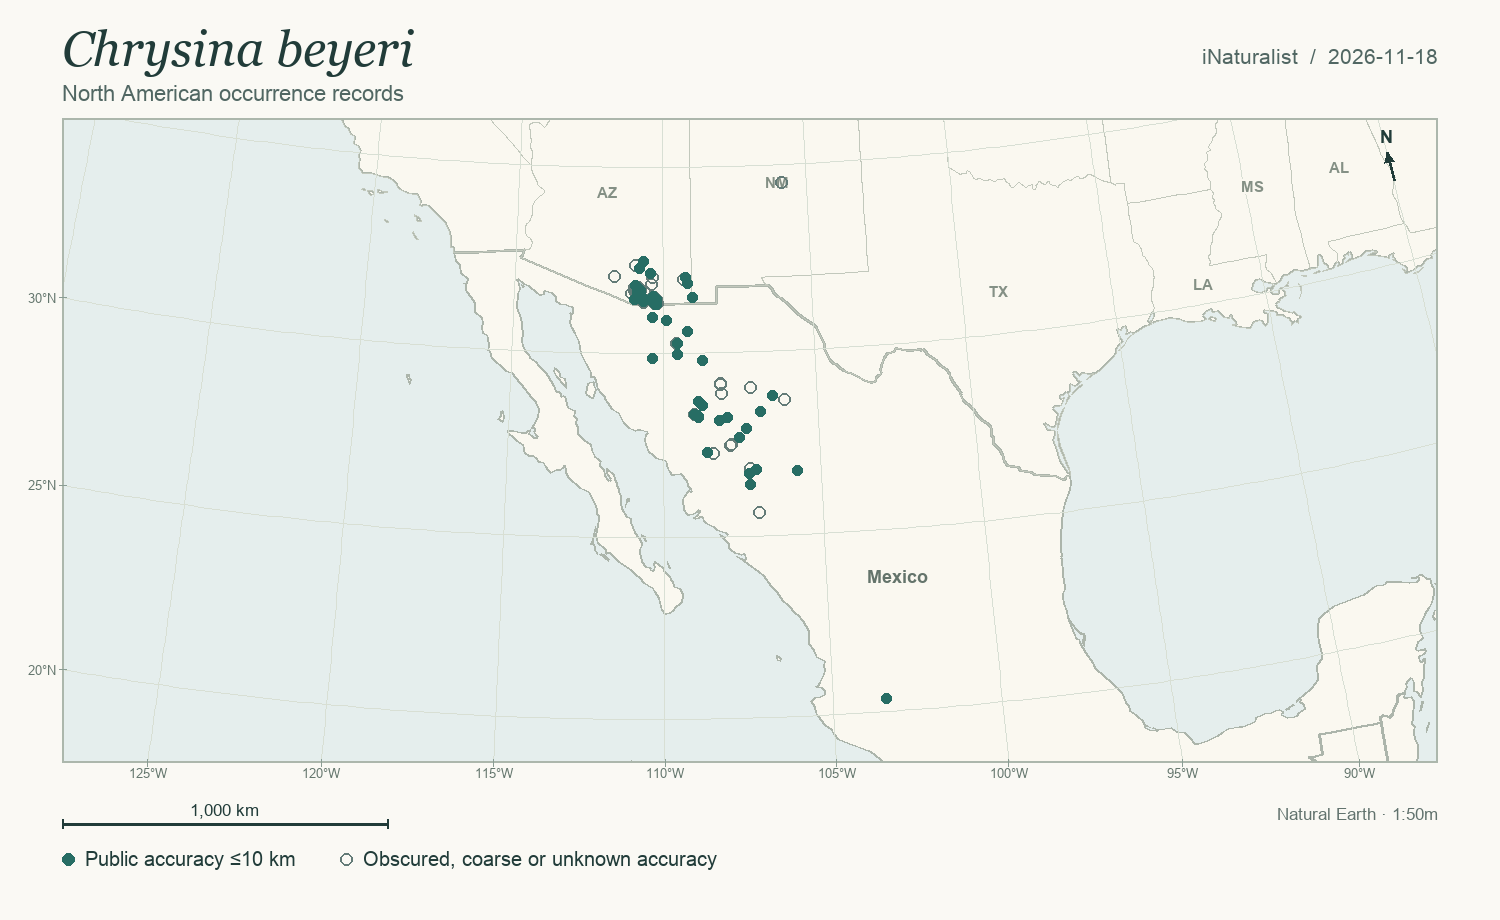 Chrysina beyeri
iNaturalist / 2026-11-18
North American occurrence records
N
AZ
NM
MS
AL
TX
LA
30°N
25°N
20°N
Mexico
125°W
120°W
115°W
110°W
105°W
100°W
95°W
90°W
1,000 km
Natural Earth · 1:50m
Public accuracy ≤10 km
Obscured, coarse or unknown accuracy